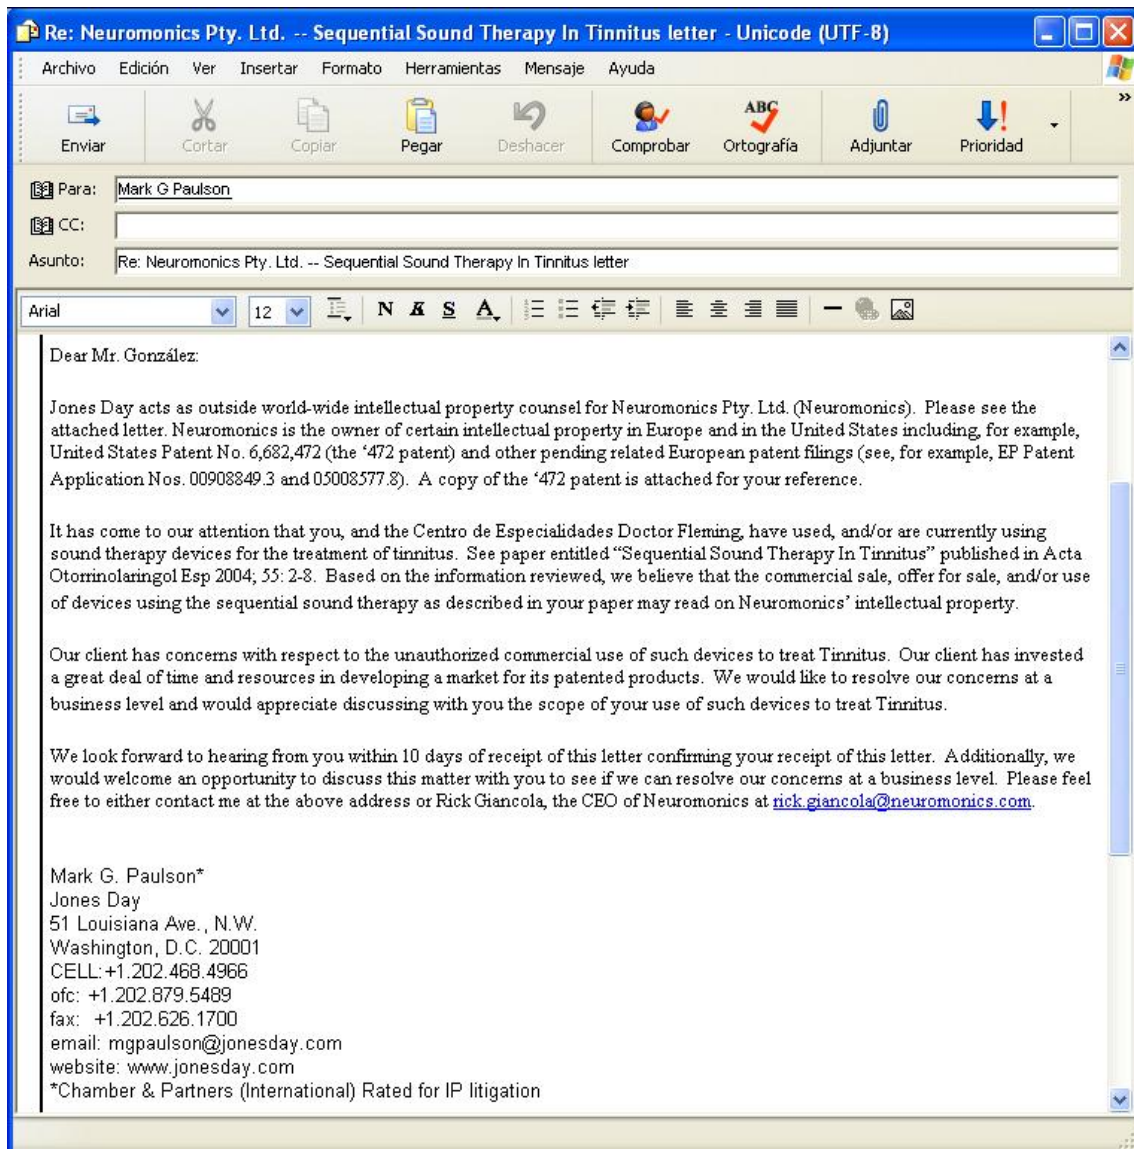 Re: Neuromonics Pty. Ltd. -- Sequential Sound Therapy In Tinnitus letter - Unicode (UTF-8)
Archivo Edición Ver Insertar Formato Herramientas Mensaje Ayuda
ABC
Enviar Cortar Copiar Pegar Deshacer Comprobar Ortografía Adjuntar Prioridad
Para: Mark G Paulson
CC:
Asunto: Re: Neuromonics Pty. Ltd. -- Sequential Sound Therapy In Tinnitus letter
Arial 12 N K S A
Dear Mr. González:
Jones Day acts as outside world-wide intellectual property counsel for Neuromonics Pty. Ltd. (Neuromonics). Please see the
attached letter. Neuromonics is the owner of certain intellectual property in Europe and in the United States including, for example,
United States Patent No. 6,682,472 (the ‘472 patent) and other pending related European patent filings (see, for example, EP Patent
Application Nos. 00908849.3 and 05008577.8). A copy of the ‘472 patent is attached for your reference.
It has come to our attention that you, and the Centro de Especialidades Doctor Fleming, have used, and/or are currently using
sound therapy devices for the treatment of tinnitus. See paper entitled “Sequential Sound Therapy In Tinnitus” published in Acta
Otorrinolaringol Esp 2004; 55: 2-8. Based on the information reviewed, we believe that the commercial sale, offer for sale, and/or use
of devices using the sequential sound therapy as described in your paper may read on Neuromonics’ intellectual property.
Our client has concerns with respect to the unauthorized commercial use of such devices to treat Tinnitus. Our client has invested
a great deal of time and resources in developing a market for its patented products. We would like to resolve our concerns at a
business level and would appreciate discussing with you the scope of your use of such devices to treat Tinnitus.
We look forward to hearing from you within 10 days of receipt of this letter confirming your receipt of this letter. Additionally, we
would welcome an opportunity to discuss this matter with you to see if we can resolve our concerns at a business level. Please feel
free to either contact me at the above address or Rick Giancola, the CEO of Neuromonics at rick.giancola@neuromonics.com.
Mark G. Paulson*
Jones Day
51 Louisiana Ave., N.W.
Washington, D.C. 20001
CELL:+1.202.468.4966
ofc: +1.202.879.5489
fax: +1.202.626.1700
email: mgpaulson@jonesday.com
website: www.jonesday.com
*Chamber & Partners (International) Rated for IP litigation